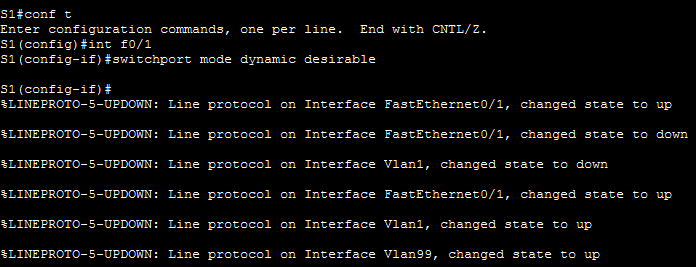 S1#conf t
Enter configuration commands, one per line.  End with CNTL/Z.
S1(config)#int f0/1
S1(config-if)#switchport mode dynamic desirable
S1(config-if)#
%LINEPROTO-5-UPDOWN: Line protocol on Interface FastEthernet0/1, changed state to up
%LINEPROTO-5-UPDOWN: Line protocol on Interface FastEthernet0/1, changed state to down
%LINEPROTO-5-UPDOWN: Line protocol on Interface Vlan1, changed state to down
%LINEPROTO-5-UPDOWN: Line protocol on Interface FastEthernet0/1, changed state to up
%LINEPROTO-5-UPDOWN: Line protocol on Interface Vlan1, changed state to up
%LINEPROTO-5-UPDOWN: Line protocol on Interface Vlan99, changed state to up